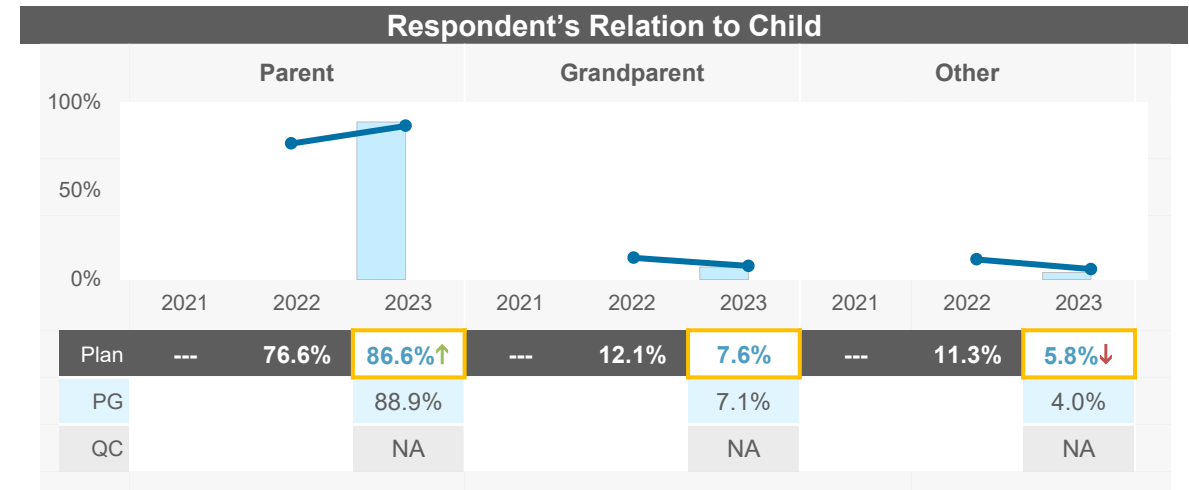 Respondent’s Relation to Child
Parent Grandparent Other
100%
50%
0%
2021 2022 2023 2021 2022 2023 2021 2022 2023
Plan --- 76.6% 86.6%↑ --- 12.1% 7.6% --- 11.3% 5.8%↓
PG 88.9% 7.1% 4.0%
QC NA NA NA